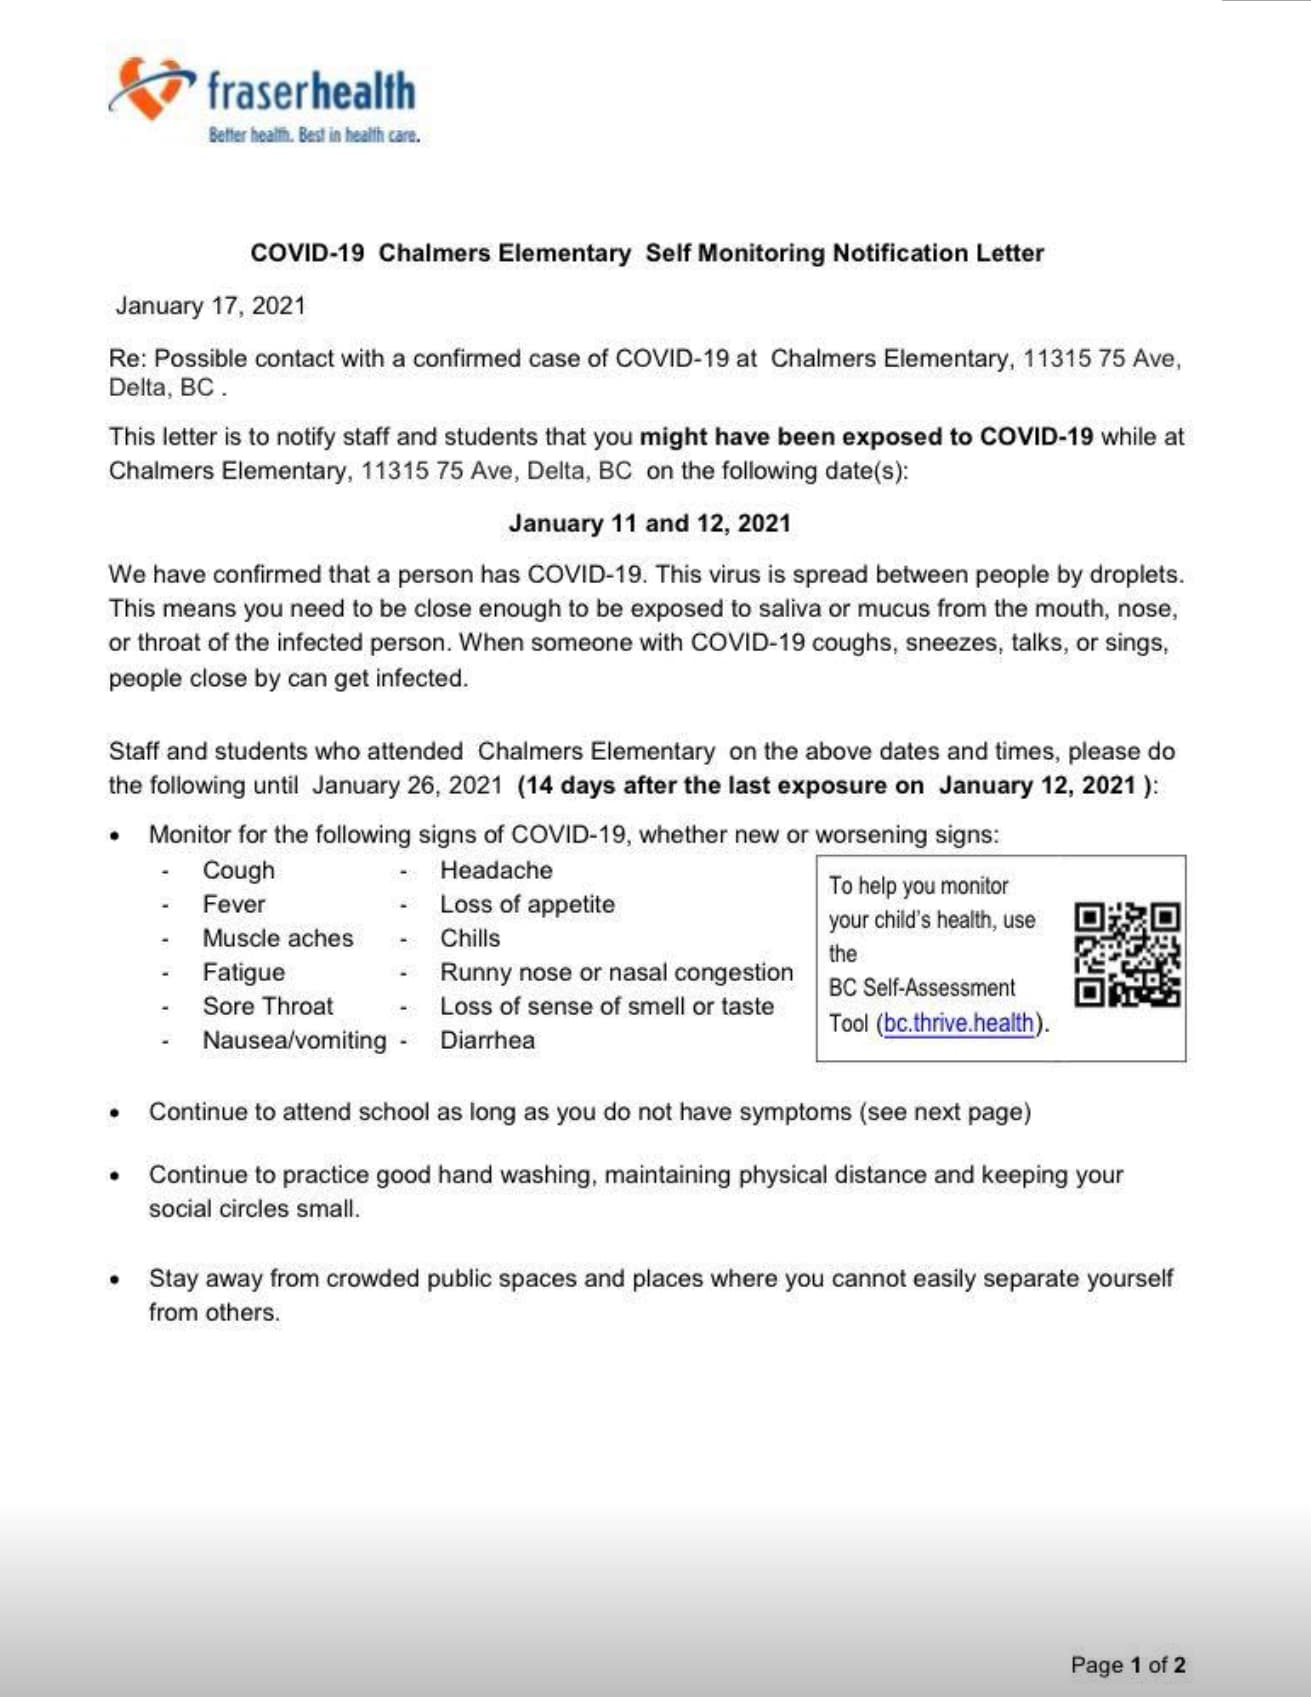 fraserhealth
Better health. Best in health care.
COVID-19 Chalmers Elementary Self Monitoring Notification Letter
January 17, 2021
Re: Possible contact with a confirmed case of COVID-19 at Chalmers Elementary, 11315 75 Ave,
Delta, BC .
This letter is to notify staff and students that you might have been exposed to COVID-19 while at
Chalmers Elementary, 11315 75 Ave, Delta, BC on the following date(s):
January 11 and 12, 2021
We have confirmed that a person has COVID-19. This virus is spread between people by droplets.
This means you need to be close enough to be exposed to saliva or mucus from the mouth, nose,
or throat of the infected person. When someone with COVID-19 coughs, sneezes, talks, or sings,
people close by can get infected.
Staff and students who attended Chalmers Elementary on the above dates and times, please do
the following until January 26, 2021 (14 days after the last exposure on January 12, 2021 ):
• Monitor for the following signs of COVID-19, whether new or worsening signs:
- Cough - Headache
- Fever - Loss of appetite
- Muscle aches - Chills
- Fatigue - Runny nose or nasal congestion
- Sore Throat - Loss of sense of smell or taste
- Nausea/vomiting - Diarrhea
To help you monitor
your child's health, use
the
BC Self-Assessment
Tool (bc.thrive.health).
• Continue to attend school as long as you do not have symptoms (see next page)
• Continue to practice good hand washing, maintaining physical distance and keeping your
social circles small.
• Stay away from crowded public spaces and places where you cannot easily separate yourself
from others.
Page 1 of 2